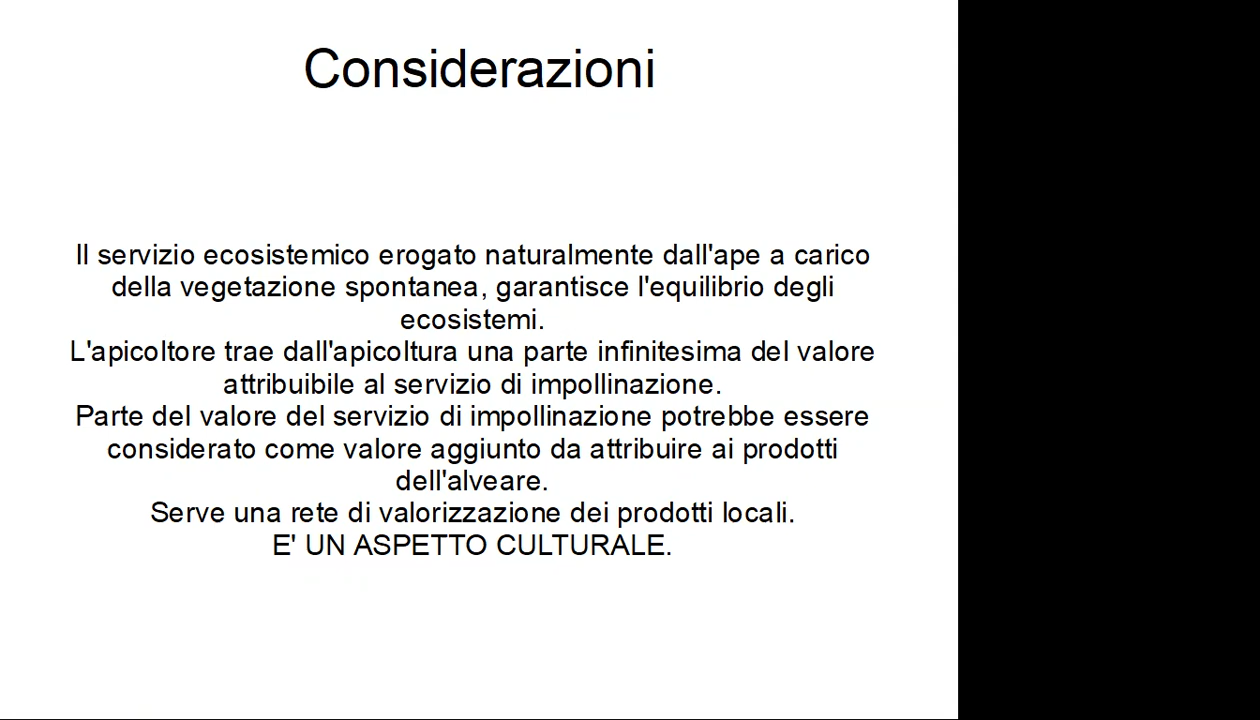 Considerazioni
Il servizio ecosistemico erogato naturalmente dall'ape a carico
della vegetazione spontanea, garantisce l'equilibrio degli
ecosistemi.
L'apicoltore trae dall'apicoltura una parte infinitesima del valore
attribuibile al servizio di impollinazione.
Parte del valore del servizio di impollinazione potrebbe essere
considerato come valore aggiunto da attribuire ai prodotti
dell'alveare.
Serve una rete di valorizzazione dei prodotti locali.
E' UN ASPETTO CULTURALE.